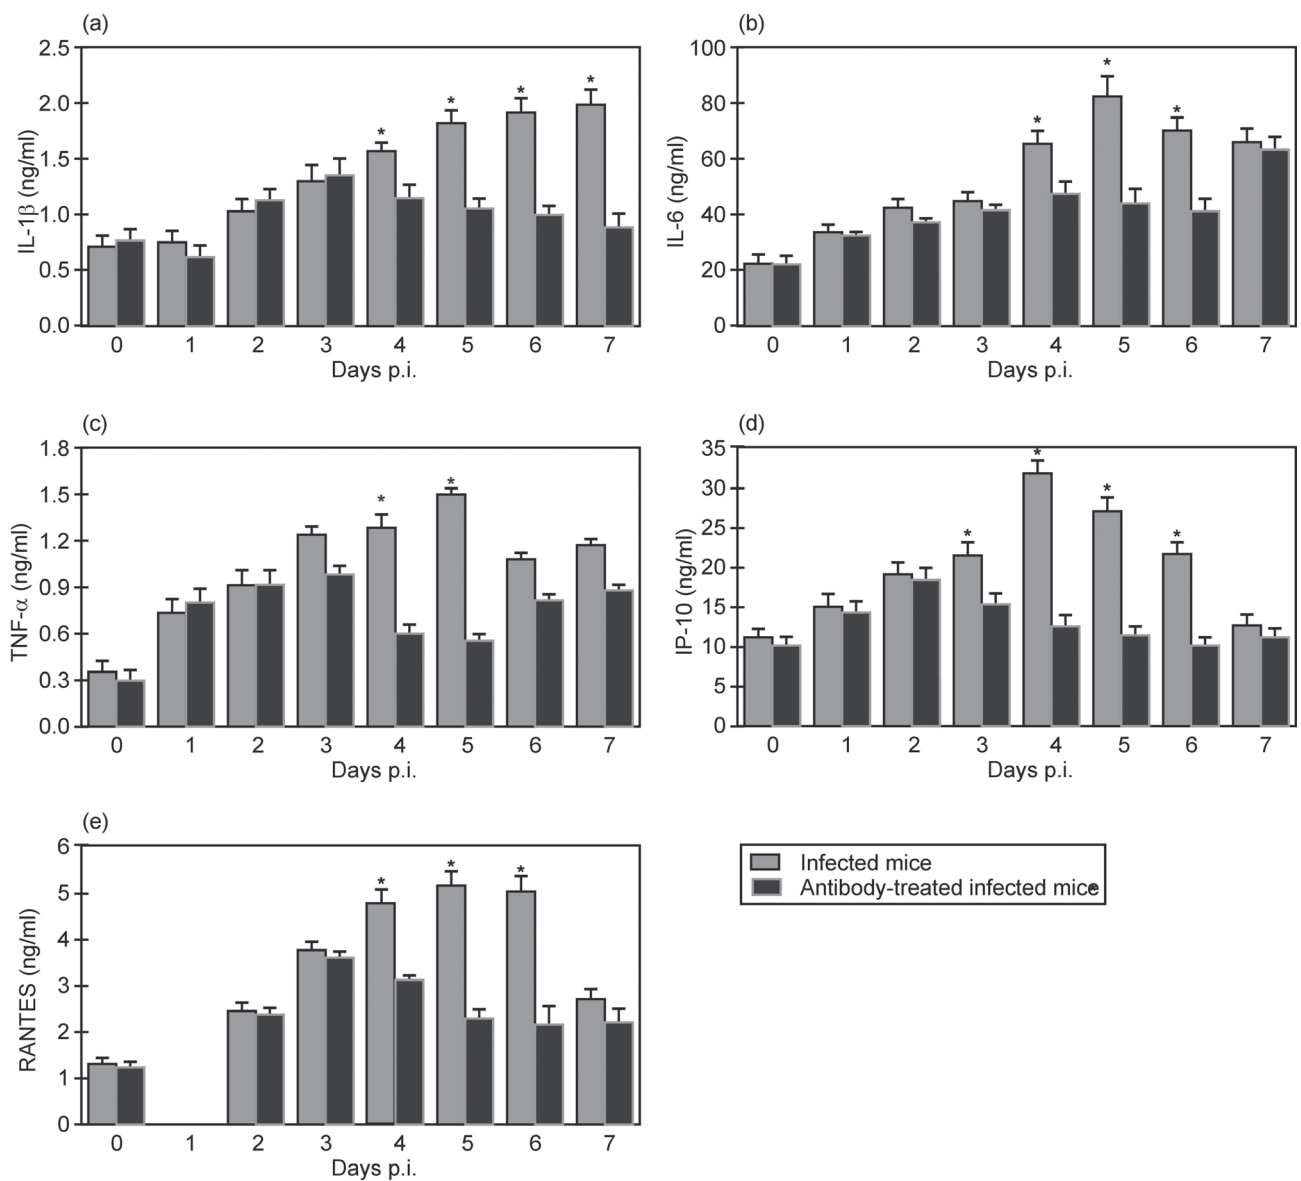 (a)
2.5
2.0
1.5
1.0
0.5
0.0
IL-1β (ng/ml)
* * * *
0 1 2 3 4 5 6 7
Days p.i.
(b)
100
80
60
40
20
0
IL-6 (ng/ml)
* * *
0 1 2 3 4 5 6 7
Days p.i.
(c)
1.8
1.5
1.2
0.9
0.6
0.3
0.0
TNF-α (ng/ml)
* *
0 1 2 3 4 5 6 7
Days p.i.
(d)
35
30
25
20
15
10
5
0
IP-10 (ng/ml)
* * * *
0 1 2 3 4 5 6 7
Days p.i.
(e)
6
5
4
3
2
1
0
RANTES (ng/ml)
* * *
0 1 2 3 4 5 6 7
Days p.i.
Infected mice
Antibody-treated infected mice*